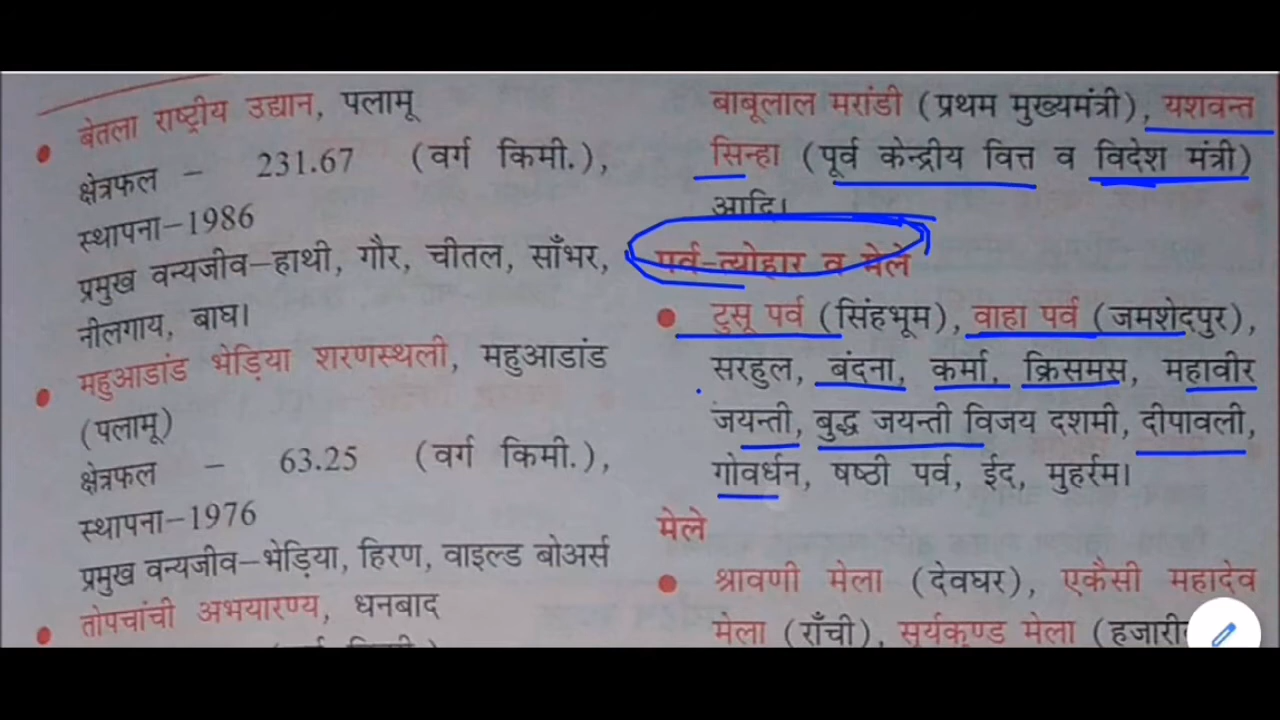 बेतला राष्ट्रीय उद्यान, पलामू
क्षेत्रफल – 231.67 (वर्ग किमी.),
स्थापना–1986
प्रमुख वन्यजीव–हाथी, गौर, चीतल, साँभर,
नीलगाय, बाघ।
महुआडांड भेड़िया शरणस्थली, महुआडांड
(पलामू)
क्षेत्रफल – 63.25 (वर्ग किमी.),
स्थापना–1976
प्रमुख वन्यजीव–भेड़िया, हिरण, वाइल्ड बोअर्स
तोपचांची अभयारण्य, धनबाद
बाबूलाल मरांडी (प्रथम मुख्यमंत्री), यशवन्त
सिन्हा (पूर्व केन्द्रीय वित्त व विदेश मंत्री)
आदि।
पर्व-त्योहार व मेले
टुसू पर्व (सिंहभूम), वाहा पर्व (जमशेदपुर),
सरहुल, बंदना, कर्मा, क्रिसमस, महावीर
जयन्ती, बुद्ध जयन्ती विजय दशमी, दीपावली,
गोवर्धन, षष्ठी पर्व, ईद, मुहर्रम।
मेले
श्रावणी मेला (देवघर), एकैसी महादेव
मेला (राँची), सूर्यकुण्ड मेला